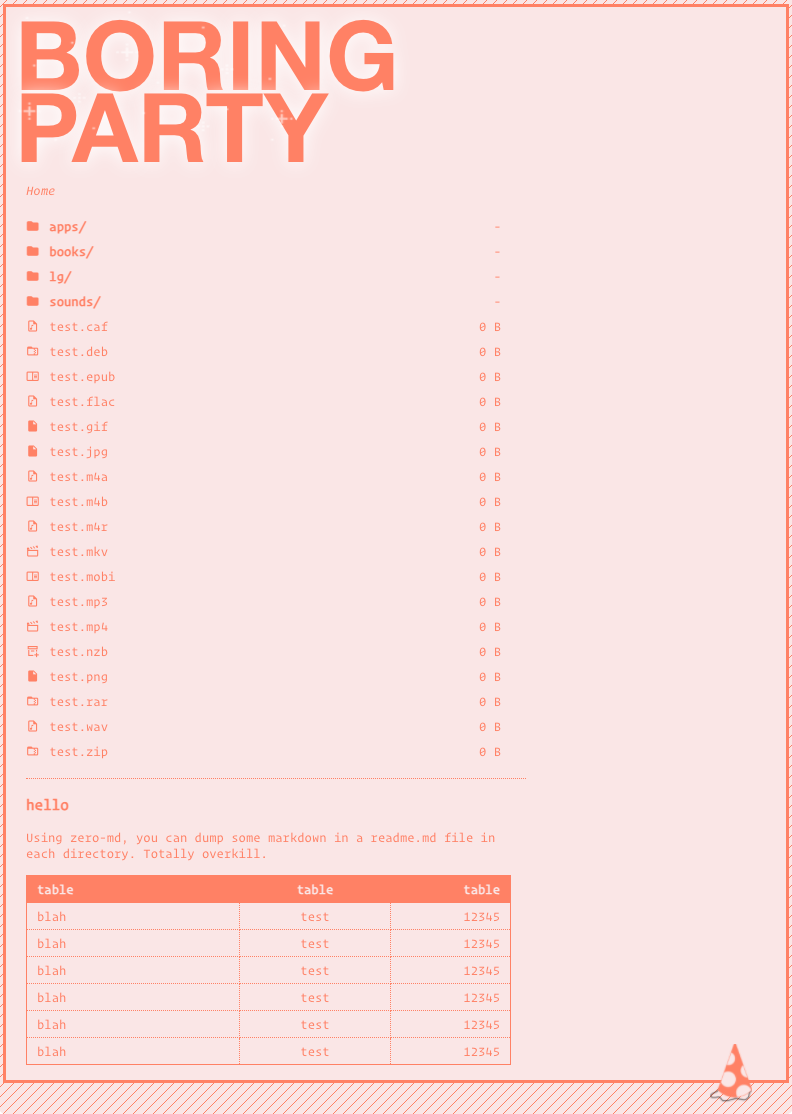 BORING
PARTY
Home
apps/ -
books/ -
lg/ -
sounds/ -
test.caf 0 B
test.deb 0 B
test.epub 0 B
test.flac 0 B
test.gif 0 B
test.jpg 0 B
test.m4a 0 B
test.m4b 0 B
test.m4r 0 B
test.mkv 0 B
test.mobi 0 B
test.mp3 0 B
test.mp4 0 B
test.nzb 0 B
test.png 0 B
test.rar 0 B
test.wav 0 B
test.zip 0 B
hello
Using zero-md, you can dump some markdown in a readme.md file in
each directory. Totally overkill.
table table table
blah test 12345
blah test 12345
blah test 12345
blah test 12345
blah test 12345
blah test 12345